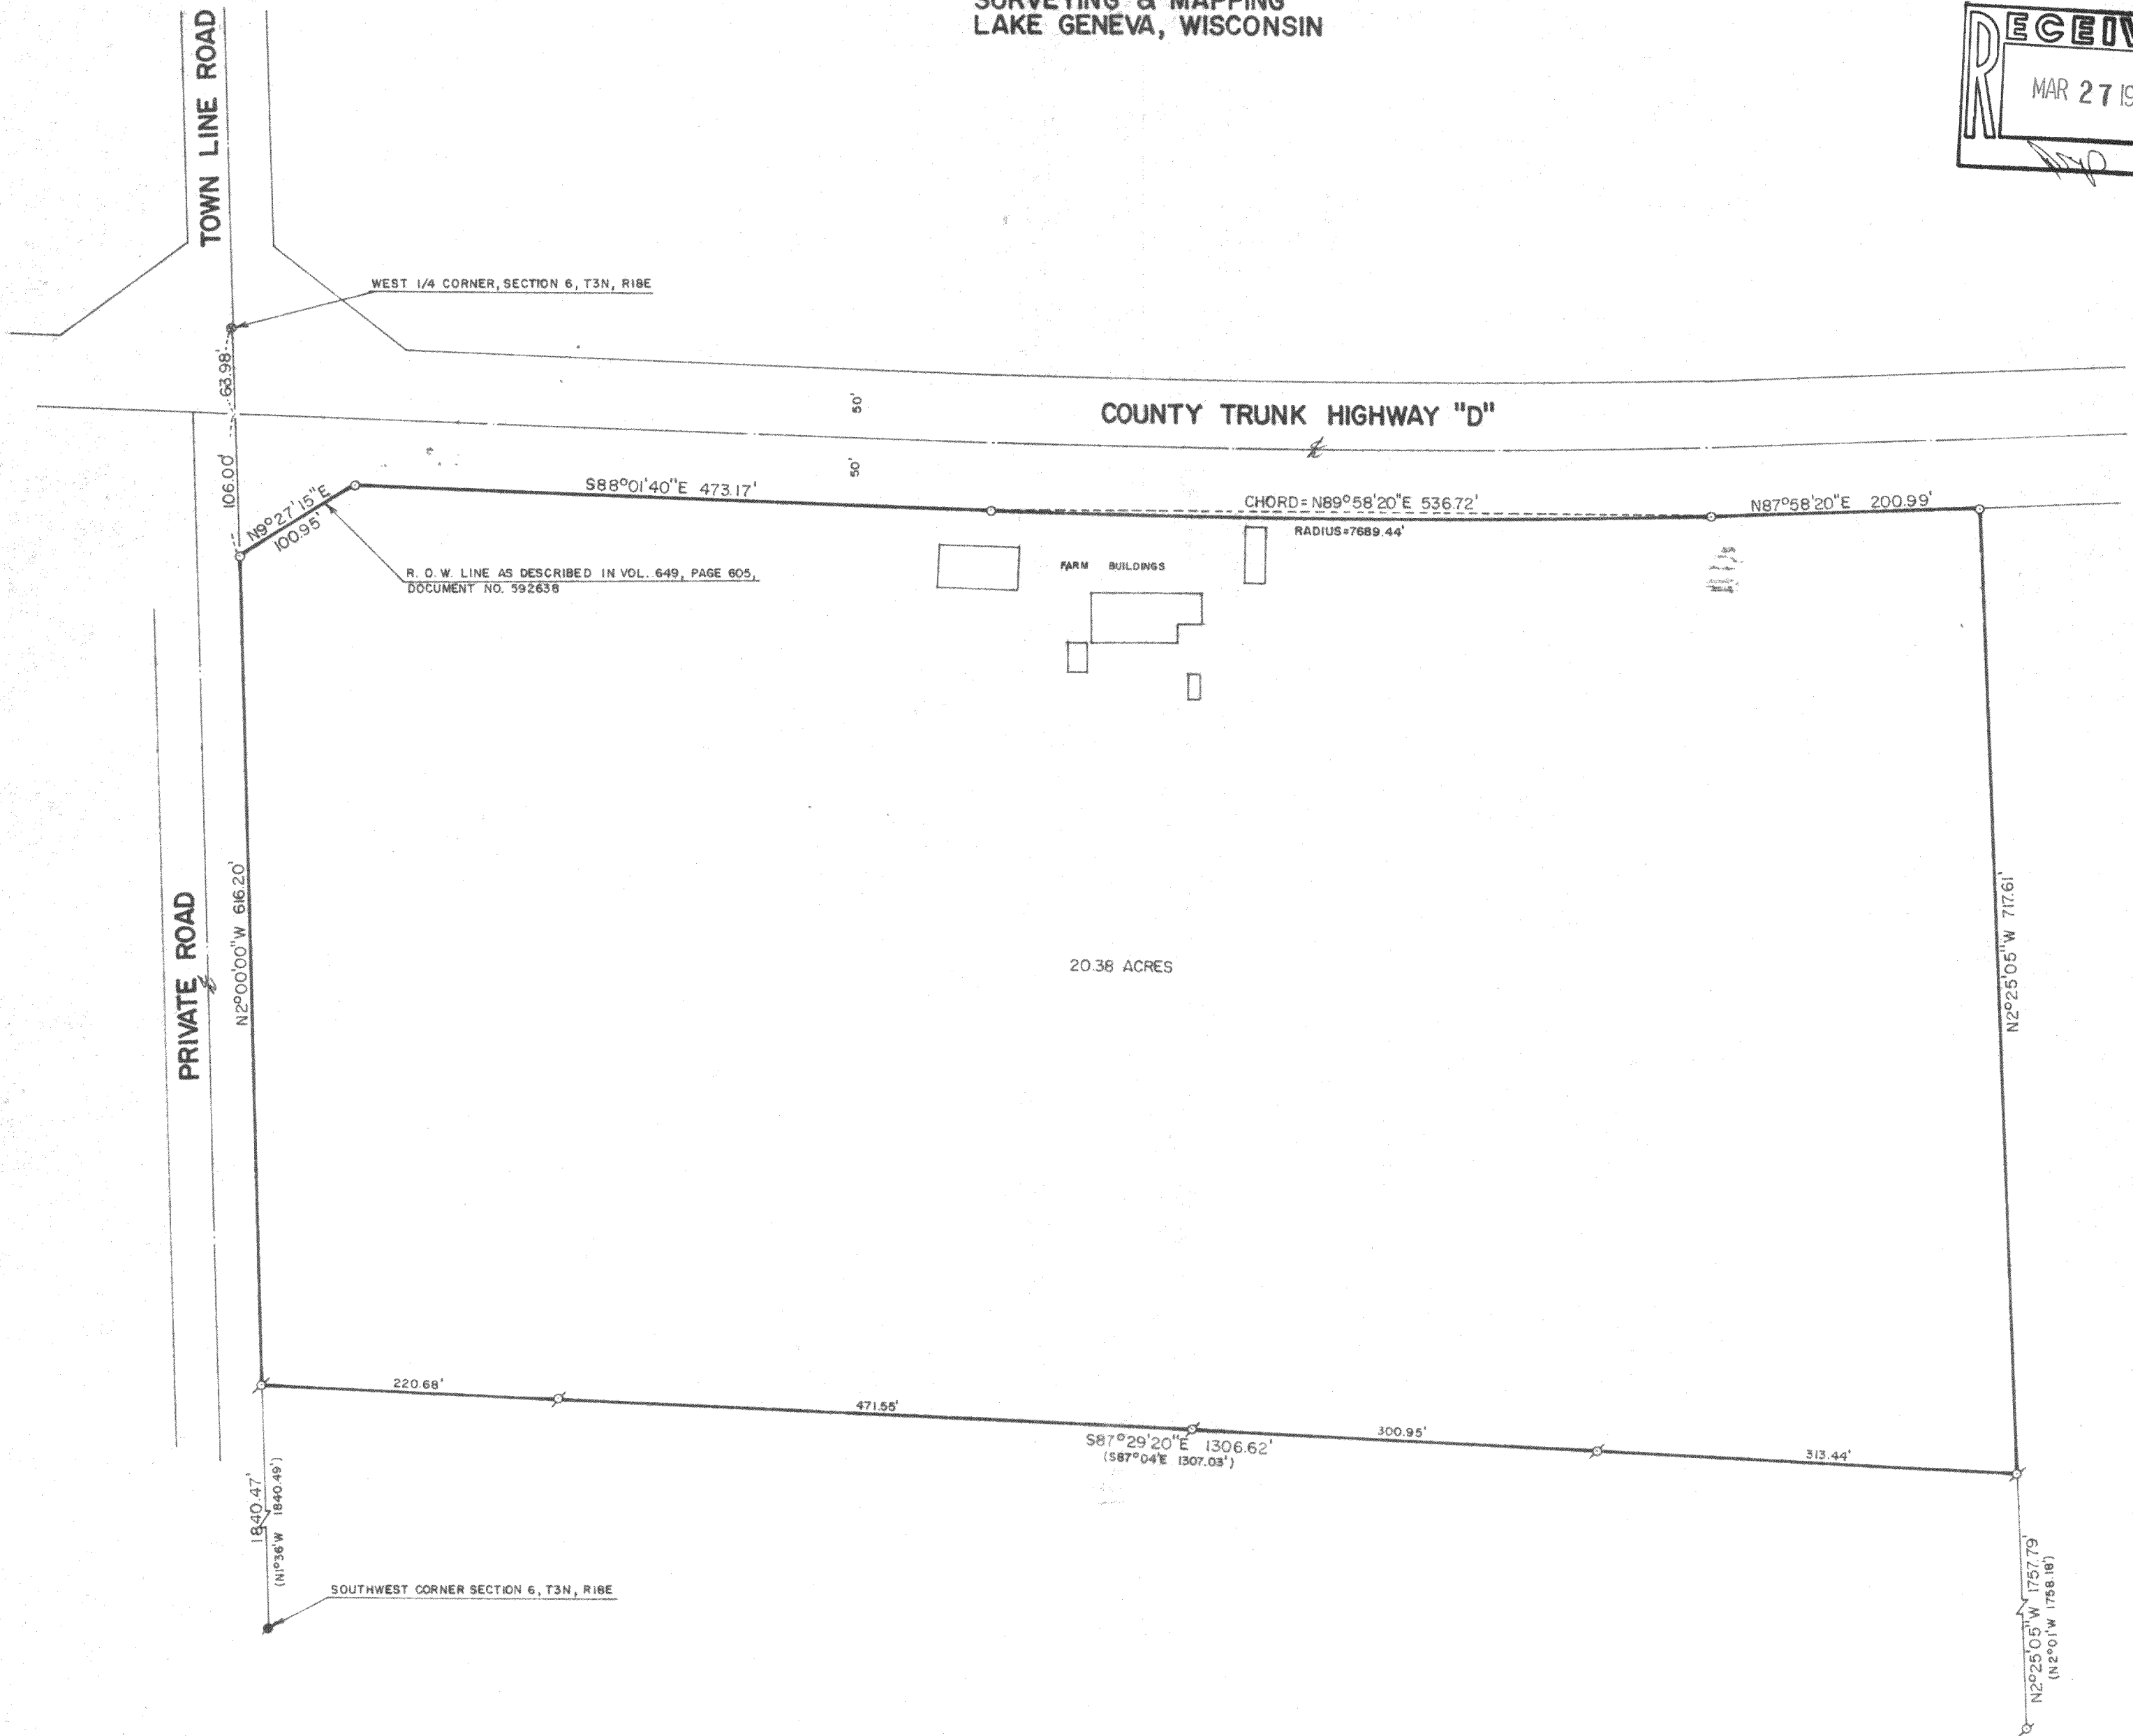 SURVEYING & MAPPING
LAKE GENEVA, WISCONSIN
MAR 27 19
TOWN LINE ROAD
WEST 1/4 CORNER, SECTION 6, T3N, R18E
63.98'
50'
COUNTY TRUNK HIGHWAY "D"
50'
106.00'
N9°27'15"E
100.95'
S88°01'40"E 473.17'
CHORD=N89°58'20"E 536.72'
RADIUS=7689.44'
N87°58'20"E 200.99'
R. O. W. LINE AS DESCRIBED IN VOL. 649, PAGE 605,
DOCUMENT NO. 592638
FARM BUILDINGS
PRIVATE ROAD
N2°00'00"W 616.20'
20.38 ACRES
N2°25'05"W 717.61'
220.68'
471.55'
300.95'
313.44'
S87°29'20"E 1306.62'
(S87°04'E 1307.03')
1840.47'
(N1°36'W 1840.49')
SOUTHWEST CORNER SECTION 6, T3N, R18E
N2°25'05"W 1757.79'
(N2°01'W 1758.18')